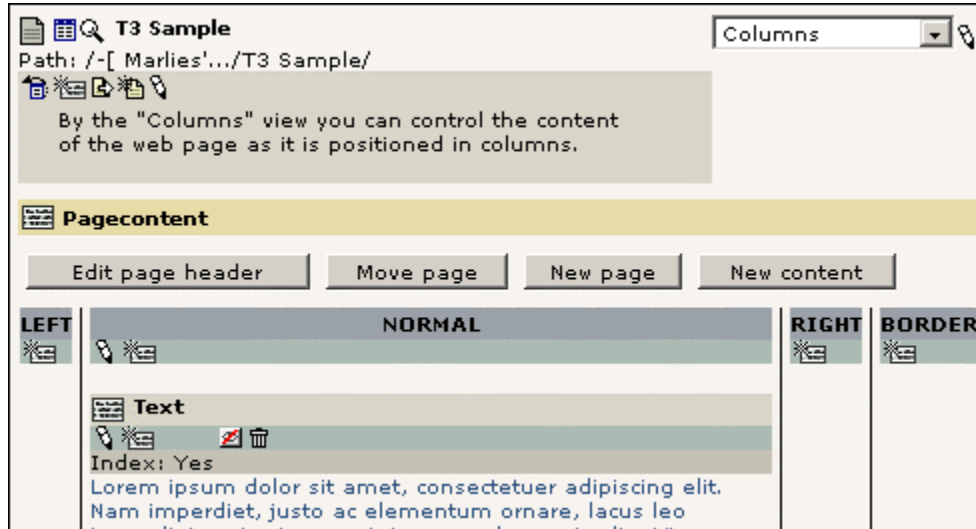 T3 Sample
Columns
Path: /-[ Marlies'.../T3 Sample/
By the "Columns" view you can control the content
of the web page as it is positioned in columns.
Pagecontent
Edit page header Move page New page New content
LEFT NORMAL RIGHT BORDER
Text
Index: Yes
Lorem ipsum dolor sit amet, consectetuer adipiscing elit.
Nam imperdiet, justo ac elementum ornare, lacus leo